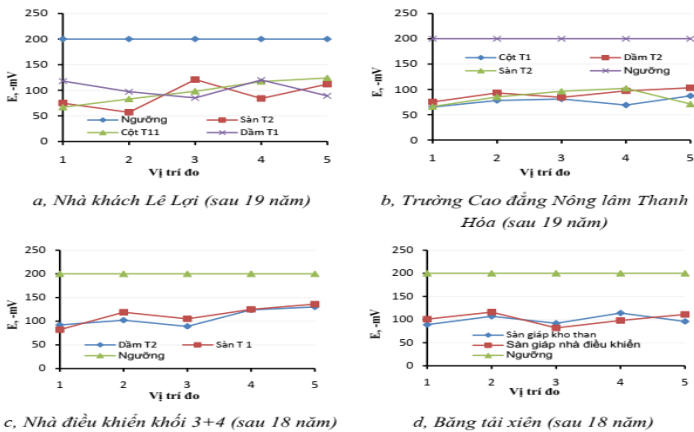 250
200
150
100
50
0
E, -mV
Ngưỡng
Sàn T2
Cột T11
Dầm T1
1 2 3 4 5
Vị trí đo
a, Nhà khách Lê Lợi (sau 19 năm)
250
200
150
100
50
0
E, -mV
Cột T1
Dầm T2
Sàn T2
Ngưỡng
1 2 3 4 5
Vị trí đo
b, Trường Cao đẳng Nông lâm Thanh
Hóa (sau 19 năm)
250
200
150
100
50
0
E, -mV
Dầm T2
Sàn T 1
Ngưỡng
1 2 3 4 5
Vị trí đo
c, Nhà điều khiển khối 3+4 (sau 18 năm)
250
200
150
100
50
0
E, -mV
Sàn giáp kho than
Sàn giáp nhà điều khiển
Ngưỡng
1 2 3 4 5
Vị trí đo
d, Băng tải xiên (sau 18 năm)